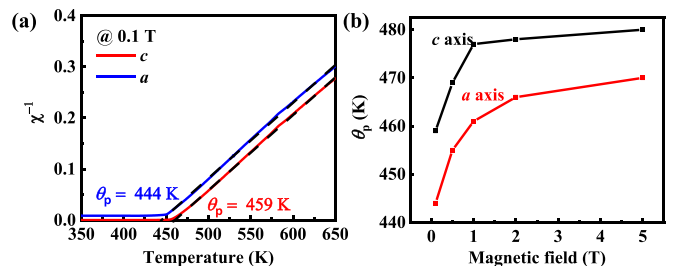 (a)
@ 0.1 T
c
a
χ⁻¹
0.0
0.1
0.2
0.3
0.4
θp = 444 K
θp = 459 K
350 400 450 500 550 600 650
Temperature (K)
(b)
c axis
a axis
θp (K)
480
470
460
450
440
0 1 2 3 4 5
Magnetic field (T)